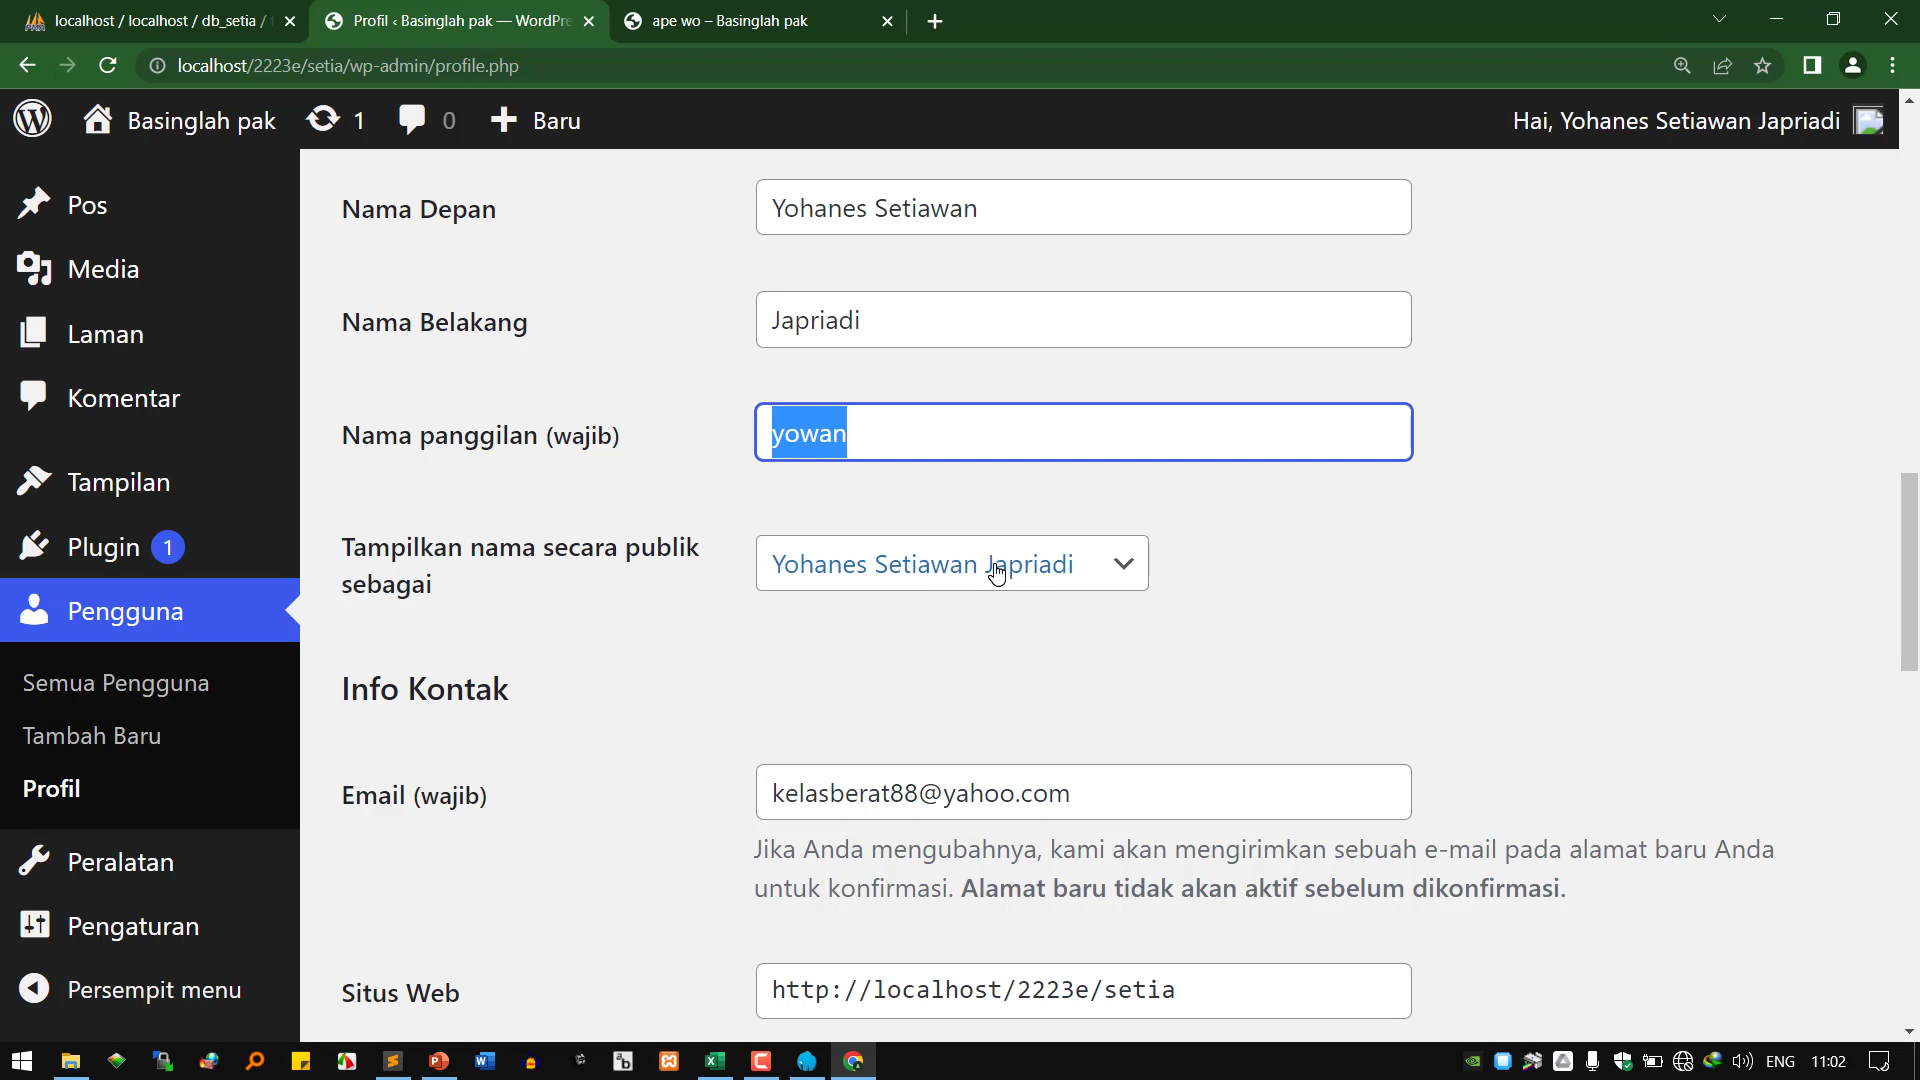 localhost / localhost / db_setia /
Profil ‹ Basinglah pak — WordPre
ape wo – Basinglah pak
localhost/2223e/setia/wp-admin/profile.php
Basinglah pak
1
0
Baru
Hai, Yohanes Setiawan Japriadi
Pos
Media
Laman
Komentar
Tampilan
Plugin 1
Pengguna
Semua Pengguna
Tambah Baru
Profil
Peralatan
Pengaturan
Persempit menu
Nama Depan
Yohanes Setiawan
Nama Belakang
Japriadi
Nama panggilan (wajib)
yowan
Tampilkan nama secara publik
sebagai
Yohanes Setiawan Japriadi
Info Kontak
Email (wajib)
kelasberat88@yahoo.com
Jika Anda mengubahnya, kami akan mengirimkan sebuah e-mail pada alamat baru Anda
untuk konfirmasi. Alamat baru tidak akan aktif sebelum dikonfirmasi.
Situs Web
http://localhost/2223e/setia
ENG
11:02